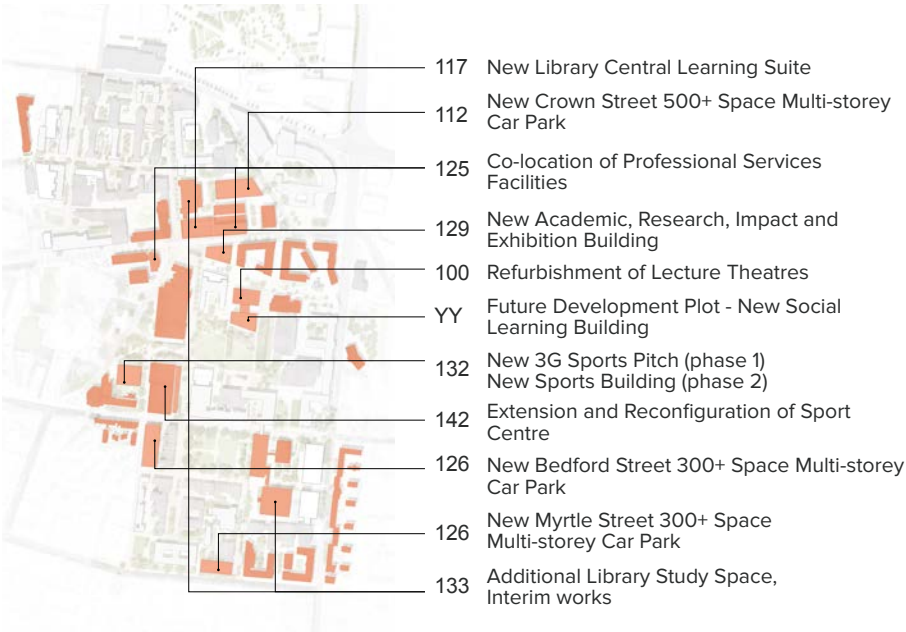 117 New Library Central Learning Suite
112 New Crown Street 500+ Space Multi-storey
Car Park
125 Co-location of Professional Services
Facilities
129 New Academic, Research, Impact and
Exhibition Building
100 Refurbishment of Lecture Theatres
YY Future Development Plot - New Social
Learning Building
132 New 3G Sports Pitch (phase 1)
New Sports Building (phase 2)
142 Extension and Reconfiguration of Sport
Centre
126 New Bedford Street 300+ Space Multi-storey
Car Park
126 New Myrtle Street 300+ Space
Multi-storey Car Park
133 Additional Library Study Space,
Interim works